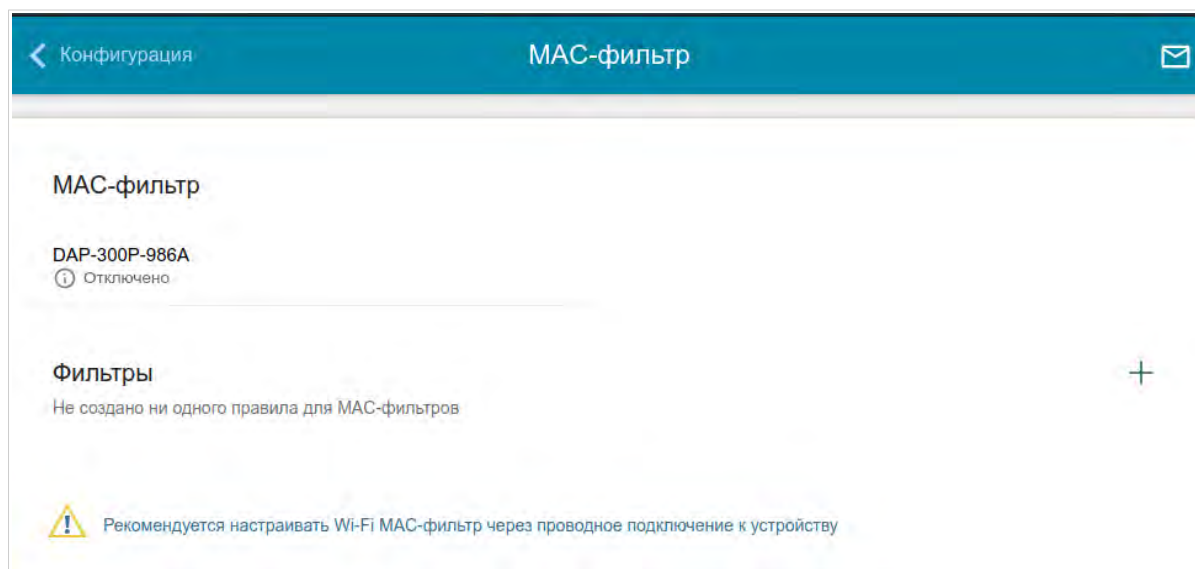 Конфигурация
MAC-фильтр
MAC-фильтр
DAP-300P-986A
Отключено
Фильтры
Не создано ни одного правила для MAC-фильтров
Рекомендуется настраивать Wi-Fi MAC-фильтр через проводное подключение к устройству